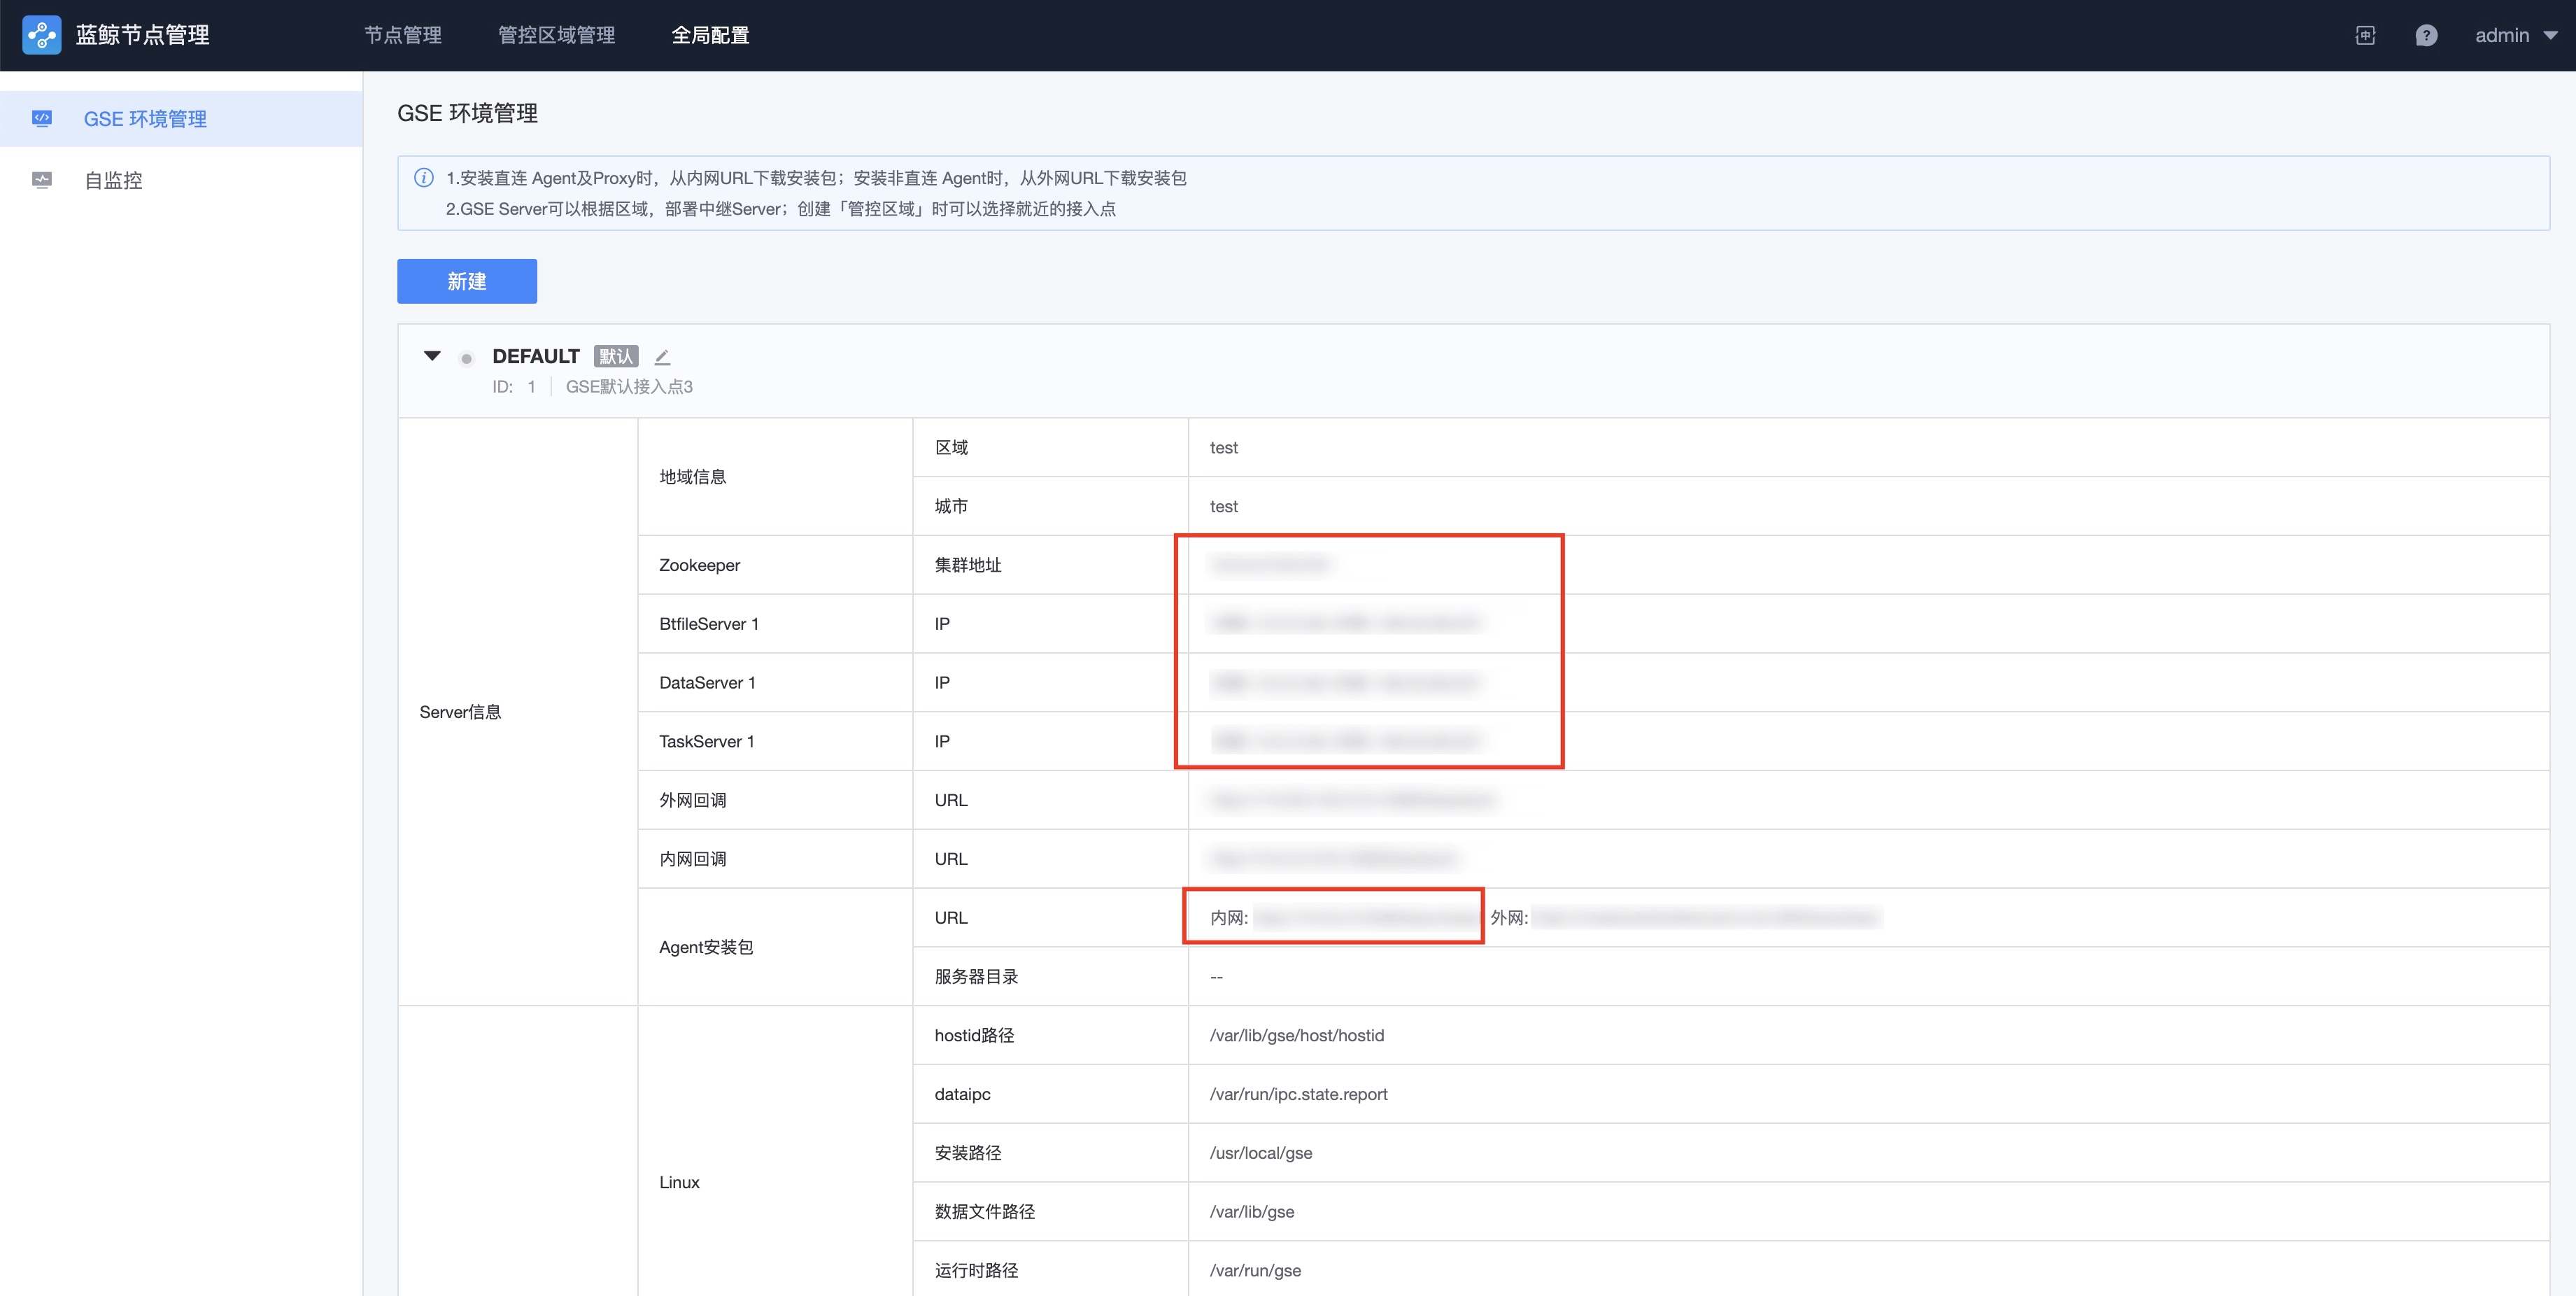 蓝鲸节点管理 节点管理 管控区域管理 全局配置 中 ? admin
GSE 环境管理
自监控
GSE 环境管理
1.安装直连 Agent及Proxy时，从内网URL下载安装包；安装非直连 Agent时，从外网URL下载安装包
2.GSE Server可以根据区域，部署中继Server；创建「管控区域」时可以选择就近的接入点
新建
DEFAULT 默认
ID: 1 GSE默认接入点3
Server信息
地域信息
区域 test
城市 test
Zookeeper 集群地址
BtfileServer 1 IP
DataServer 1 IP
TaskServer 1 IP
外网回调 URL
内网回调 URL
Agent安装包
URL 内网: 外网:
服务器目录 --
Linux
hostid路径 /var/lib/gse/host/hostid
dataipc /var/run/ipc.state.report
安装路径 /usr/local/gse
数据文件路径 /var/lib/gse
运行时路径 /var/run/gse